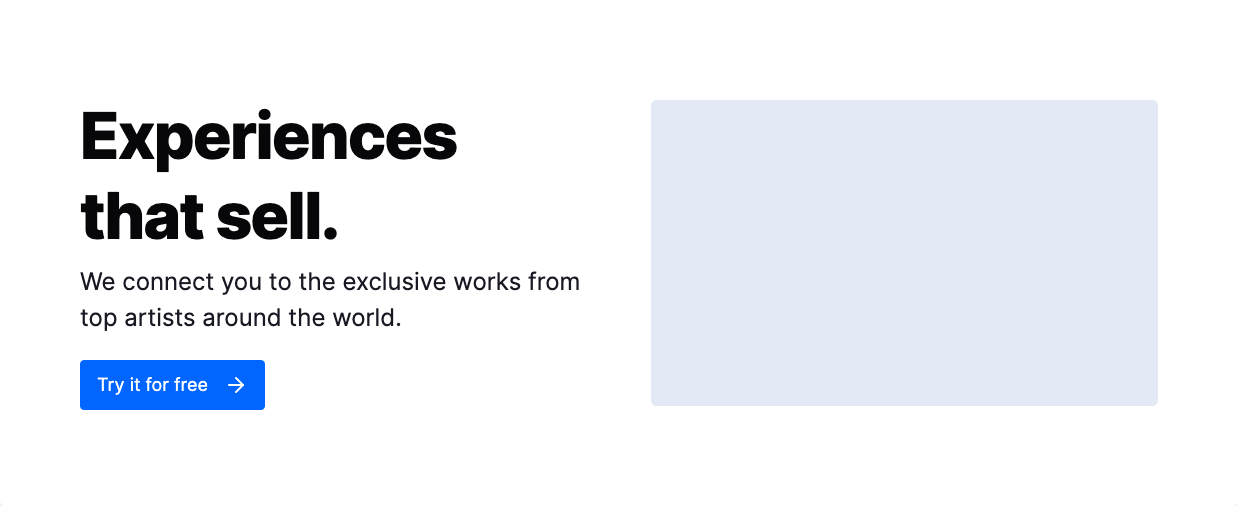 Experiences
that sell.
We connect you to the exclusive works from
top artists around the world.
Try it for free